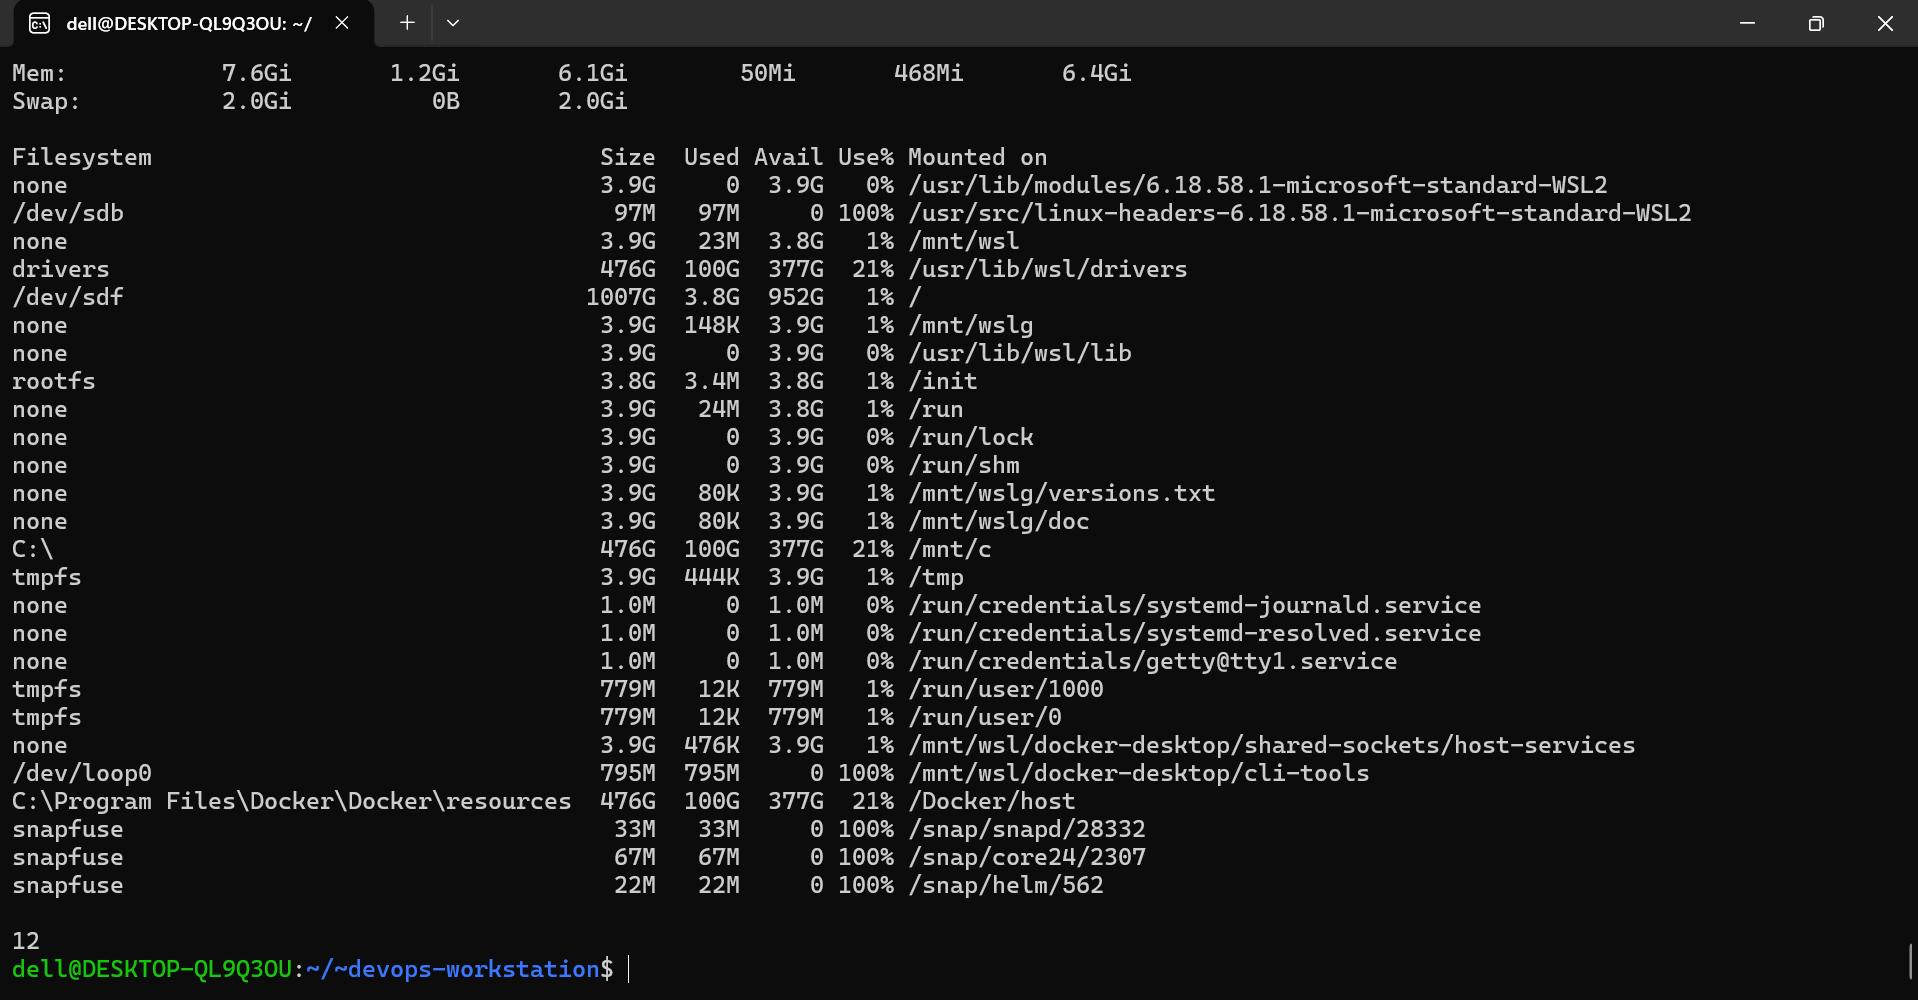 dell@DESKTOP-QL9Q3OU: ~/
Mem:           7.6Gi       1.2Gi       6.1Gi        50Mi       468Mi       6.4Gi
Swap:          2.0Gi          0B       2.0Gi
Filesystem                                Size  Used Avail Use% Mounted on
none                                      3.9G     0  3.9G   0% /usr/lib/modules/6.18.58.1-microsoft-standard-WSL2
/dev/sdb                                   97M   97M     0 100% /usr/src/linux-headers-6.18.58.1-microsoft-standard-WSL2
none                                      3.9G   23M  3.8G   1% /mnt/wsl
drivers                                   476G  100G  377G  21% /usr/lib/wsl/drivers
/dev/sdf                                 1007G  3.8G  952G   1% /
none                                      3.9G  148K  3.9G   1% /mnt/wslg
none                                      3.9G     0  3.9G   0% /usr/lib/wsl/lib
rootfs                                    3.8G  3.4M  3.8G   1% /init
none                                      3.9G   24M  3.8G   1% /run
none                                      3.9G     0  3.9G   0% /run/lock
none                                      3.9G     0  3.9G   0% /run/shm
none                                      3.9G   80K  3.9G   1% /mnt/wslg/versions.txt
none                                      3.9G   80K  3.9G   1% /mnt/wslg/doc
C:\                                       476G  100G  377G  21% /mnt/c
tmpfs                                     3.9G  444K  3.9G   1% /tmp
none                                      1.0M     0  1.0M   0% /run/credentials/systemd-journald.service
none                                      1.0M     0  1.0M   0% /run/credentials/systemd-resolved.service
none                                      1.0M     0  1.0M   0% /run/credentials/getty@tty1.service
tmpfs                                     779M   12K  779M   1% /run/user/1000
tmpfs                                     779M   12K  779M   1% /run/user/0
none                                      3.9G  476K  3.9G   1% /mnt/wsl/docker-desktop/shared-sockets/host-services
/dev/loop0                                795M  795M     0 100% /mnt/wsl/docker-desktop/cli-tools
C:\Program Files\Docker\Docker\resources  476G  100G  377G  21% /Docker/host
snapfuse                                   33M   33M     0 100% /snap/snapd/28332
snapfuse                                   67M   67M     0 100% /snap/core24/2307
snapfuse                                   22M   22M     0 100% /snap/helm/562
12
dell@DESKTOP-QL9Q3OU:~/~devops-workstation$